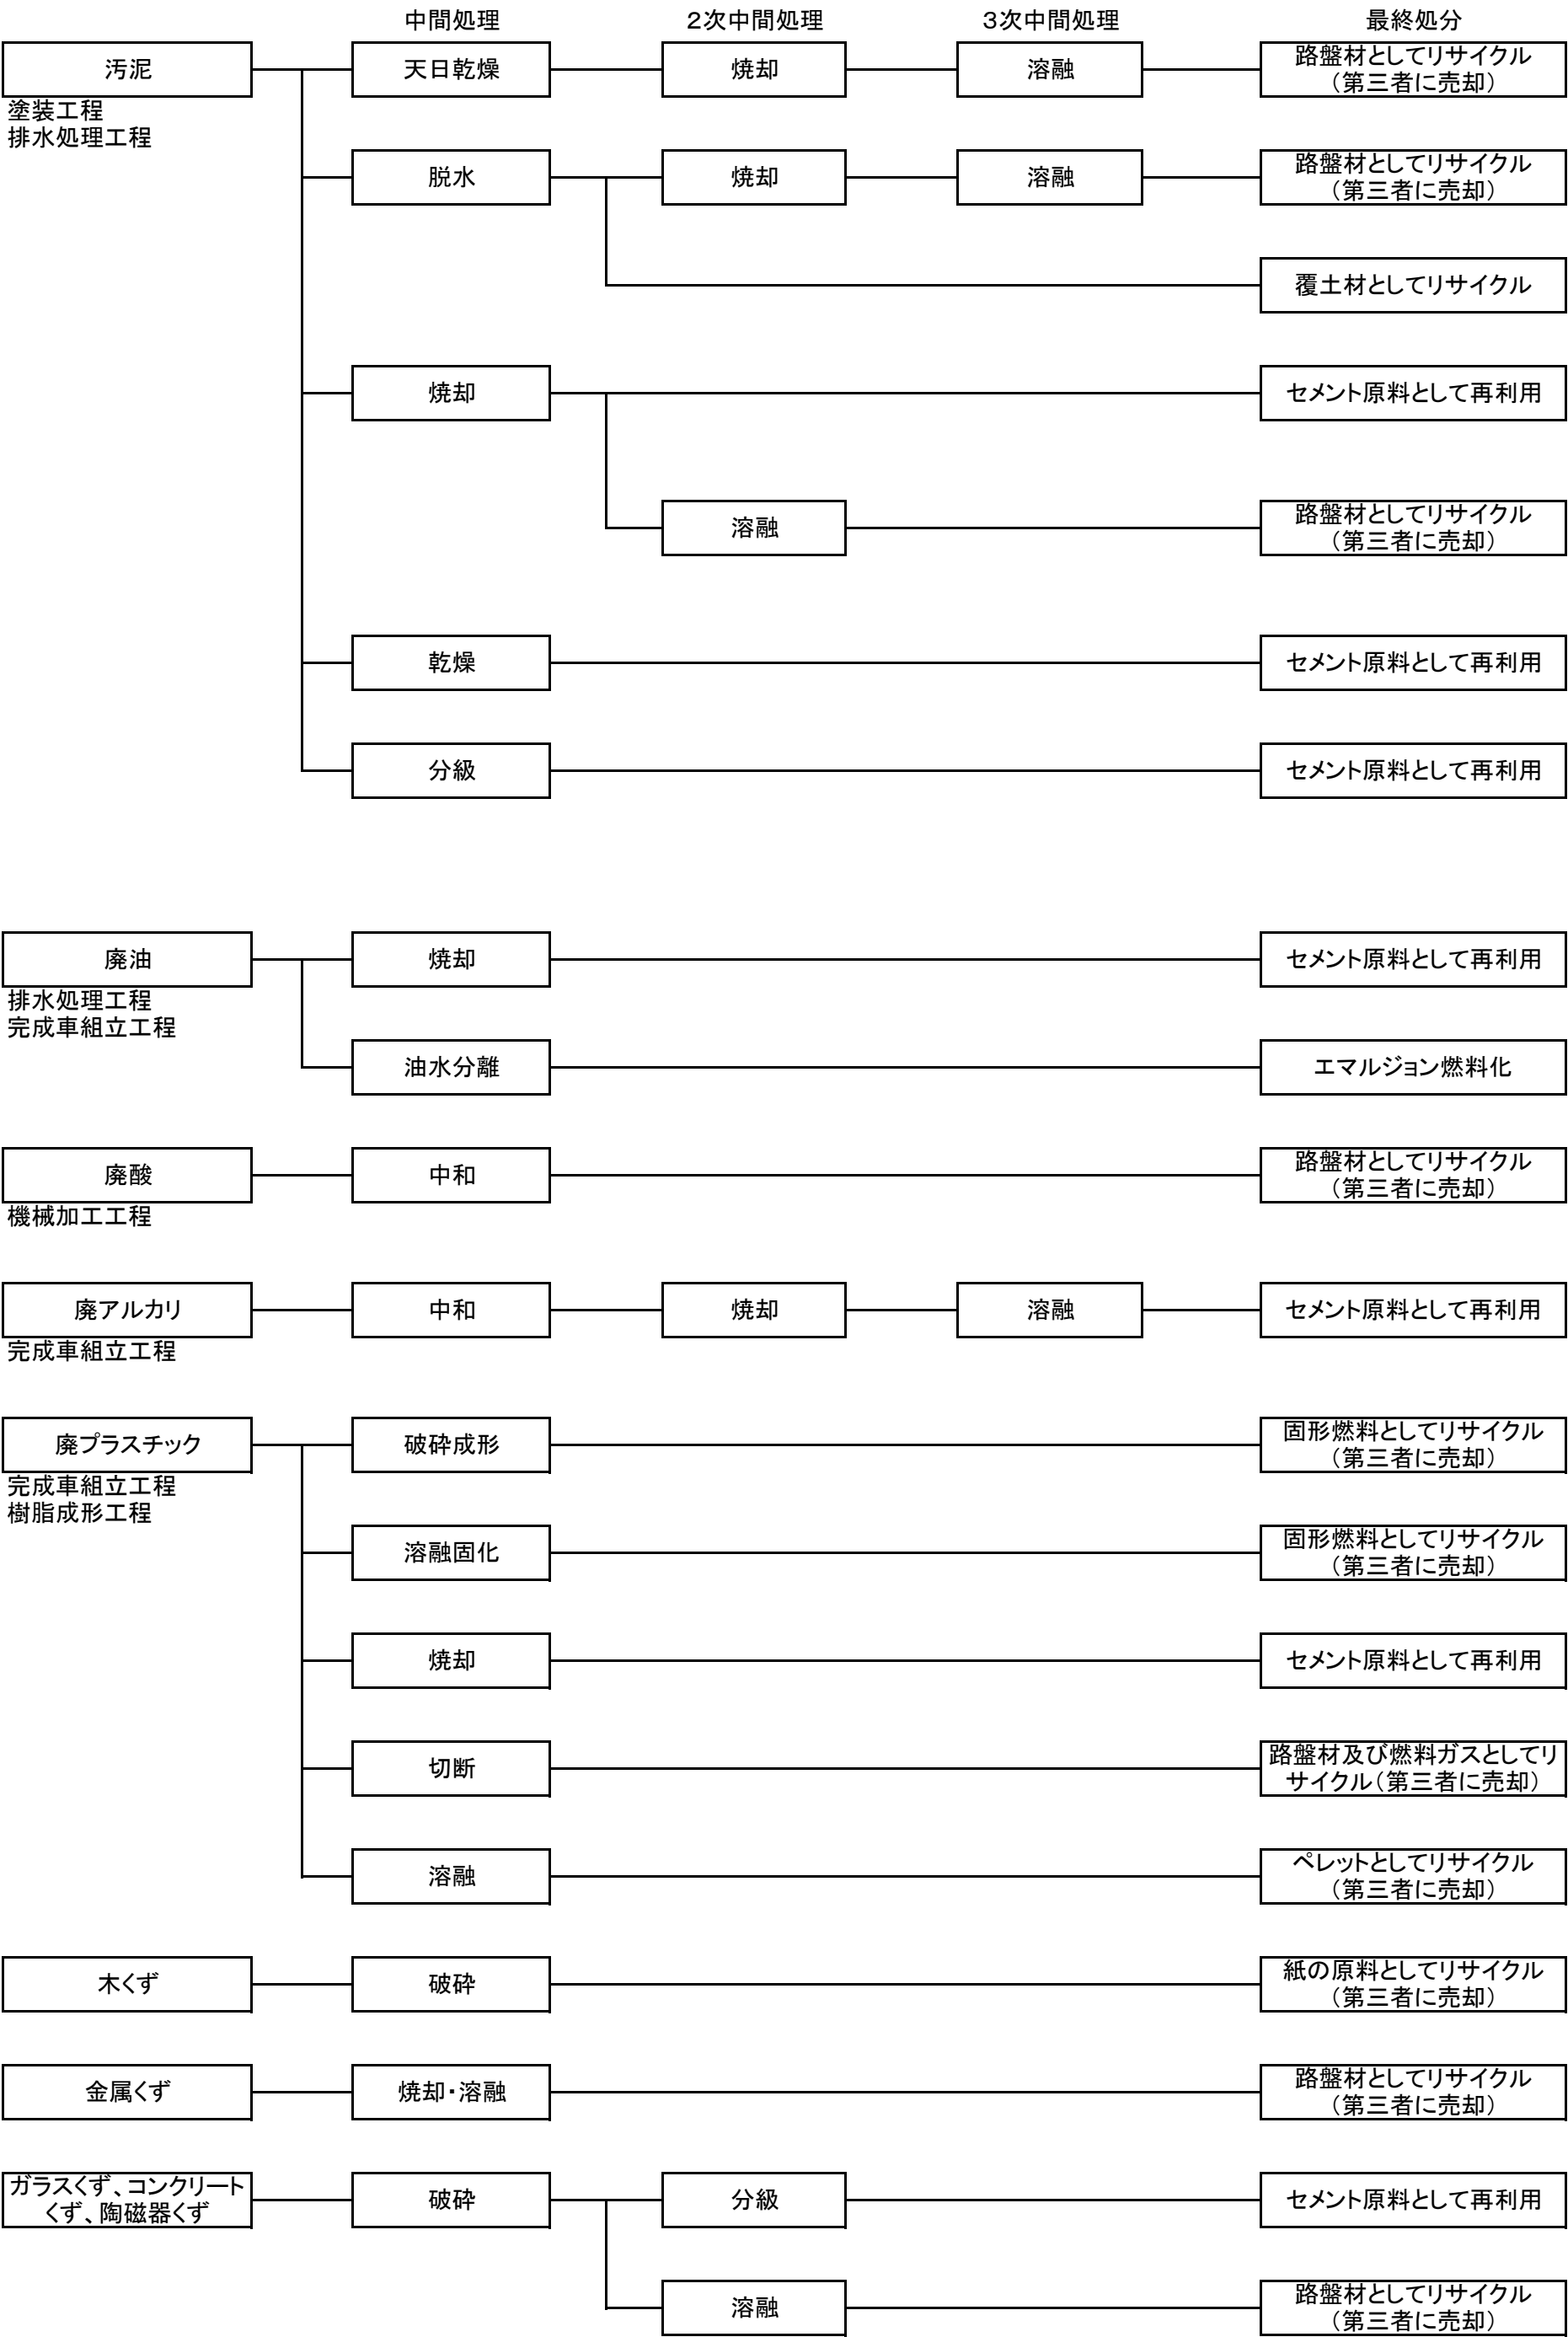 中間処理
２次中間処理
３次中間処理
最終処分
汚泥
天日乾燥
焼却
溶融
路盤材としてリサイクル
（第三者に売却）
塗装工程
排水処理工程
脱水
焼却
溶融
路盤材としてリサイクル
（第三者に売却）
覆土材としてリサイクル
焼却
セメント原料として再利用
溶融
路盤材としてリサイクル
（第三者に売却）
乾燥
セメント原料として再利用
分級
セメント原料として再利用
廃油
焼却
セメント原料として再利用
排水処理工程
完成車組立工程
油水分離
エマルジョン燃料化
廃酸
中和
路盤材としてリサイクル
（第三者に売却）
機械加工工程
廃アルカリ
中和
焼却
溶融
セメント原料として再利用
完成車組立工程
廃プラスチック
破砕成形
固形燃料としてリサイクル
（第三者に売却）
完成車組立工程
樹脂成形工程
溶融固化
固形燃料としてリサイクル
（第三者に売却）
焼却
セメント原料として再利用
切断
路盤材及び燃料ガスとしてリ
サイクル（第三者に売却）
溶融
ペレットとしてリサイクル
（第三者に売却）
木くず
破砕
紙の原料としてリサイクル
（第三者に売却）
金属くず
焼却・溶融
路盤材としてリサイクル
（第三者に売却）
ガラスくず、コンクリート
くず、陶磁器くず
破砕
分級
セメント原料として再利用
溶融
路盤材としてリサイクル
（第三者に売却）